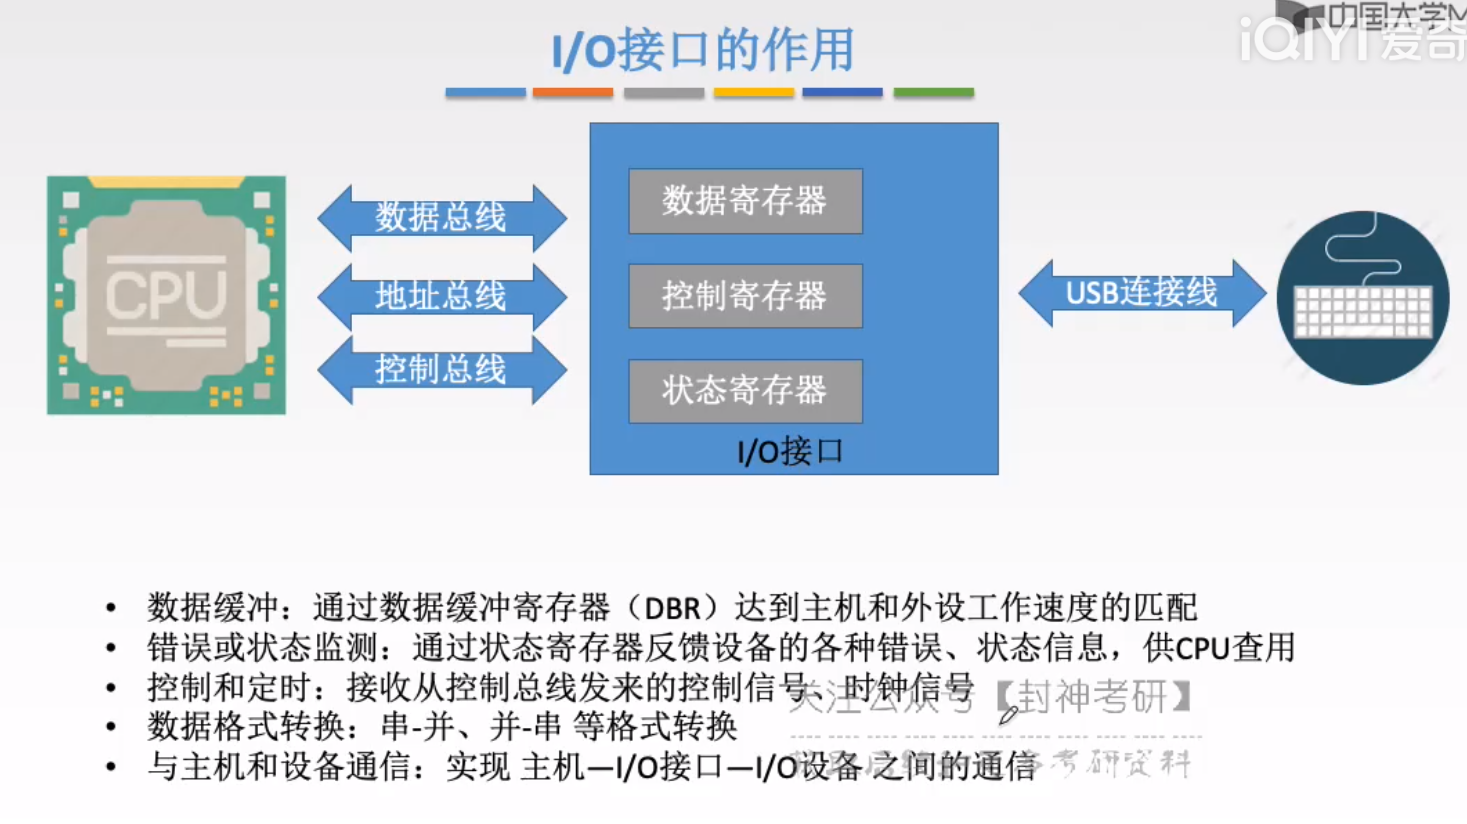 中国大学M
iQIYI爱奇
I/O接口的作用
CPU
数据总线
地址总线
控制总线
数据寄存器
控制寄存器
状态寄存器
I/O接口
USB连接线
• 数据缓冲：通过数据缓冲寄存器（DBR）达到主机和外设工作速度的匹配
• 错误或状态监测：通过状态寄存器反馈设备的各种错误、状态信息，供CPU查用
• 控制和定时：接收从控制总线发来的控制信号、时钟信号
关注公众号【封神考研】
• 数据格式转换：串-并、并-串 等格式转换
• 与主机和设备通信：实现 主机—I/O接口—I/O设备 之间的通信
考研资料